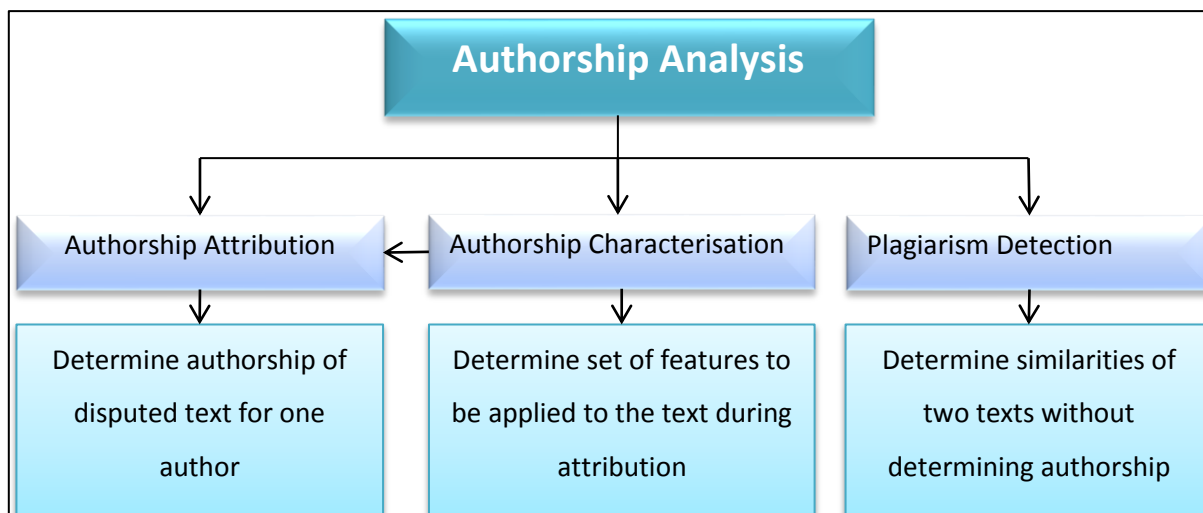 Authorship Analysis
Authorship Attribution
Authorship Characterisation
Plagiarism Detection
Determine authorship of
disputed text for one
author
Determine set of features to
be applied to the text during
attribution
Determine similarities of
two texts without
determining authorship